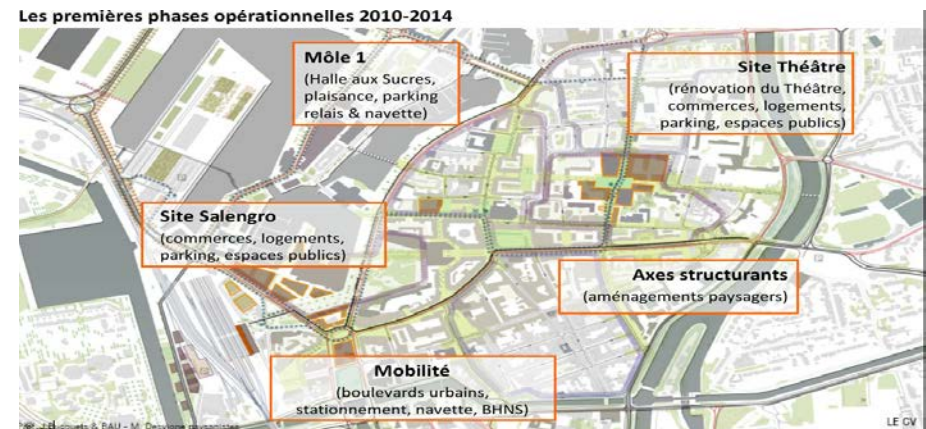 Les premières phases opérationnelles 2010-2014
Môle 1
(Halle aux Sucres,
plaisance, parking
relais & navette)
Site Théâtre
(rénovation du Théâtre,
commerces, logements,
parking, espaces publics)
Site Salengro
(commerces, logements,
parking, espaces publics)
Axes structurants
(aménagements paysagers)
Mobilité
(boulevards urbains,
stationnement, navette, BHNS)
LE CV